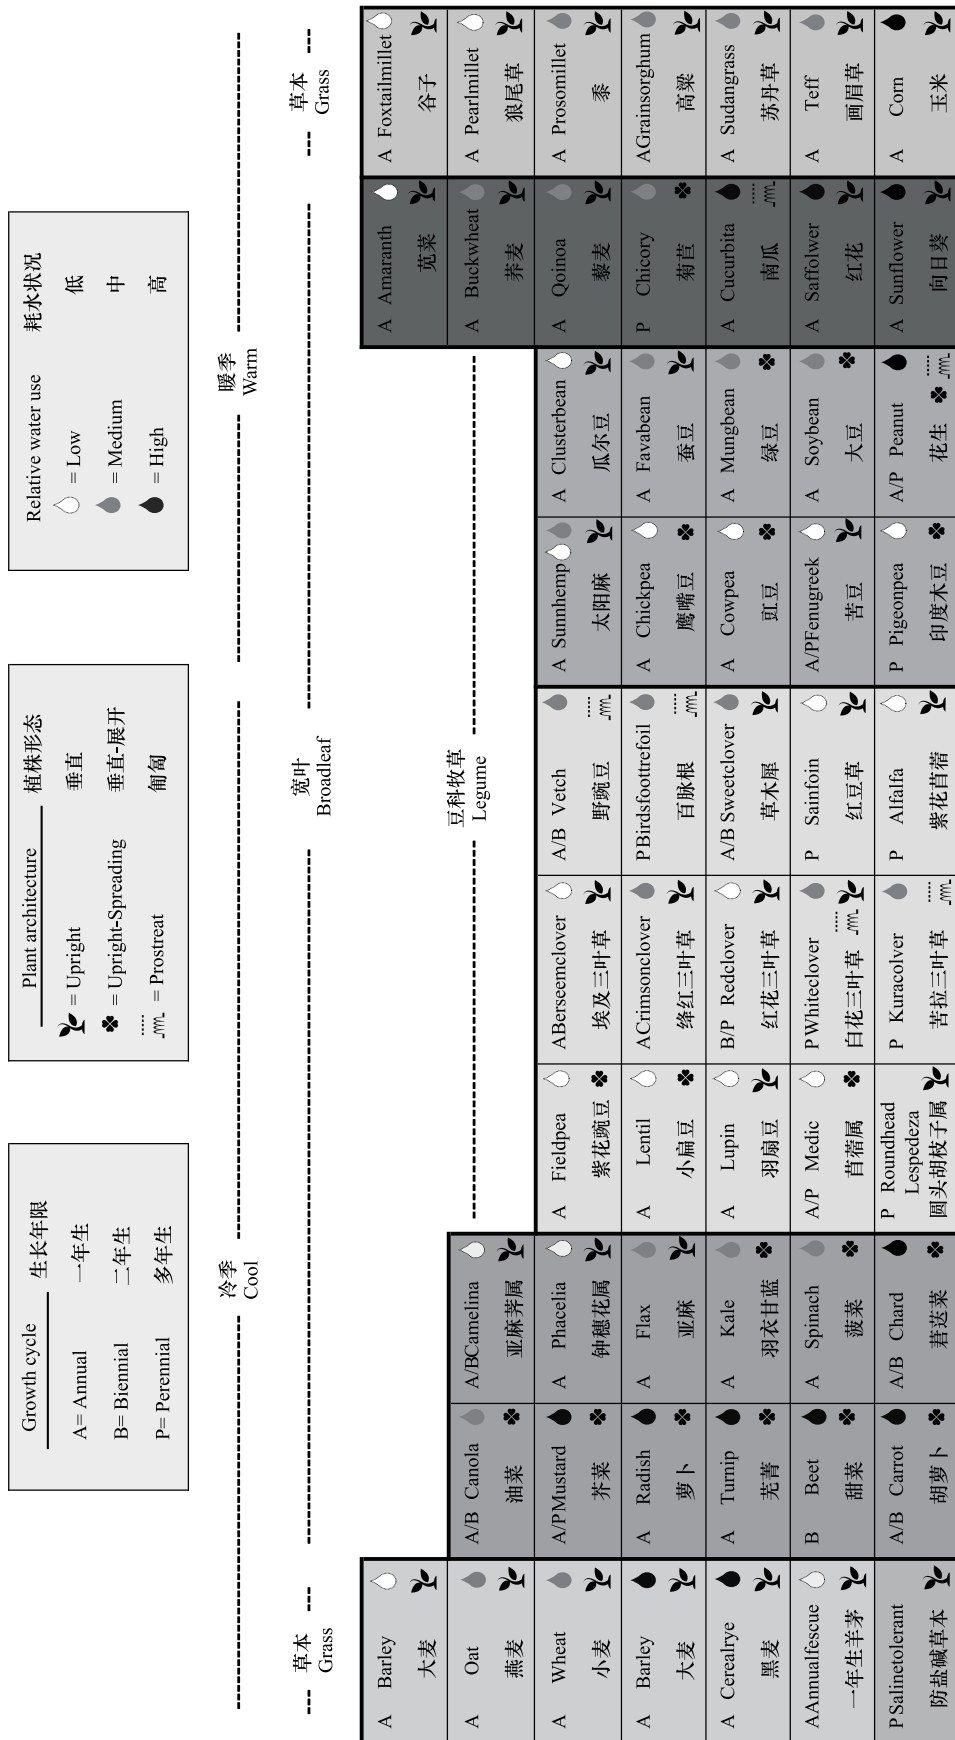 Growth cycle 生长年限
A= Annual 一年生
B= Biennial 二年生
P= Perennial 多年生
Plant architecture 植株形态
= Upright 垂直
= Upright-Spreading 垂直-展开
= Prostreat 匍匐
Relative water use 耗水状况
= Low 低
= Medium 中
= High 高
冷季
Cool
暖季
Warm
草本
Grass
宽叶
Broadleaf
草本
Grass
豆科牧草
Legume
A Barley
大麦
A Amaranth
苋菜
A Foxtailmillet
谷子
A Oat
燕麦
A/B Canola
油菜
A/BCamelina
亚麻荠属
A Buckwheat
荞麦
A Pearlmillet
狼尾草
A Wheat
小麦
A/PMustard
芥菜
A Phacelia
钟穗花属
A Fieldpea
紫花豌豆
ABerseemclover
埃及三叶草
A/B Vetch
野豌豆
A Sunnhemp
太阳麻
A Clusterbean
瓜尔豆
A Qoinoa
藜麦
A Prosomillet
黍
A Barley
大麦
A Radish
萝卜
A Flax
亚麻
A Lentil
小扁豆
ACrimsonclover
绛红三叶草
PBirdsfoottrefoil
百脉根
A Chickpea
鹰嘴豆
A Favabean
蚕豆
P Chicory
菊苣
AGrainsorghum
高粱
A Cerealrye
黑麦
A Turnip
芜菁
A Kale
羽衣甘蓝
A Lupin
羽扇豆
B/P Redclover
红花三叶草
A/B Sweetelover
草木犀
A Cowpea
豇豆
A Mungbean
绿豆
A Cucurbita
南瓜
A Sudangrass
苏丹草
AAnnualfescue
一年生羊茅
B Beet
甜菜
A Spinach
菠菜
A/P Medic
苜蓿属
PWhiteclover
白花三叶草
P Sainfoin
红豆草
A/PFenugreek
苦豆
A Soybean
大豆
A Saffolower
红花
A Teff
画眉草
PSalinetolerant
防盐碱草本
A/B Carrot
胡萝卜
A/B Chard
莙荙菜
P Roundhead
Lespedeza
圆头胡枝子属
P Kuracolver
苦拉三叶草
P Alfalfa
紫花苜蓿
P Pigeonpea
印度木豆
A/P Peanut
花生
A Sunflower
向日葵
A Corn
玉米